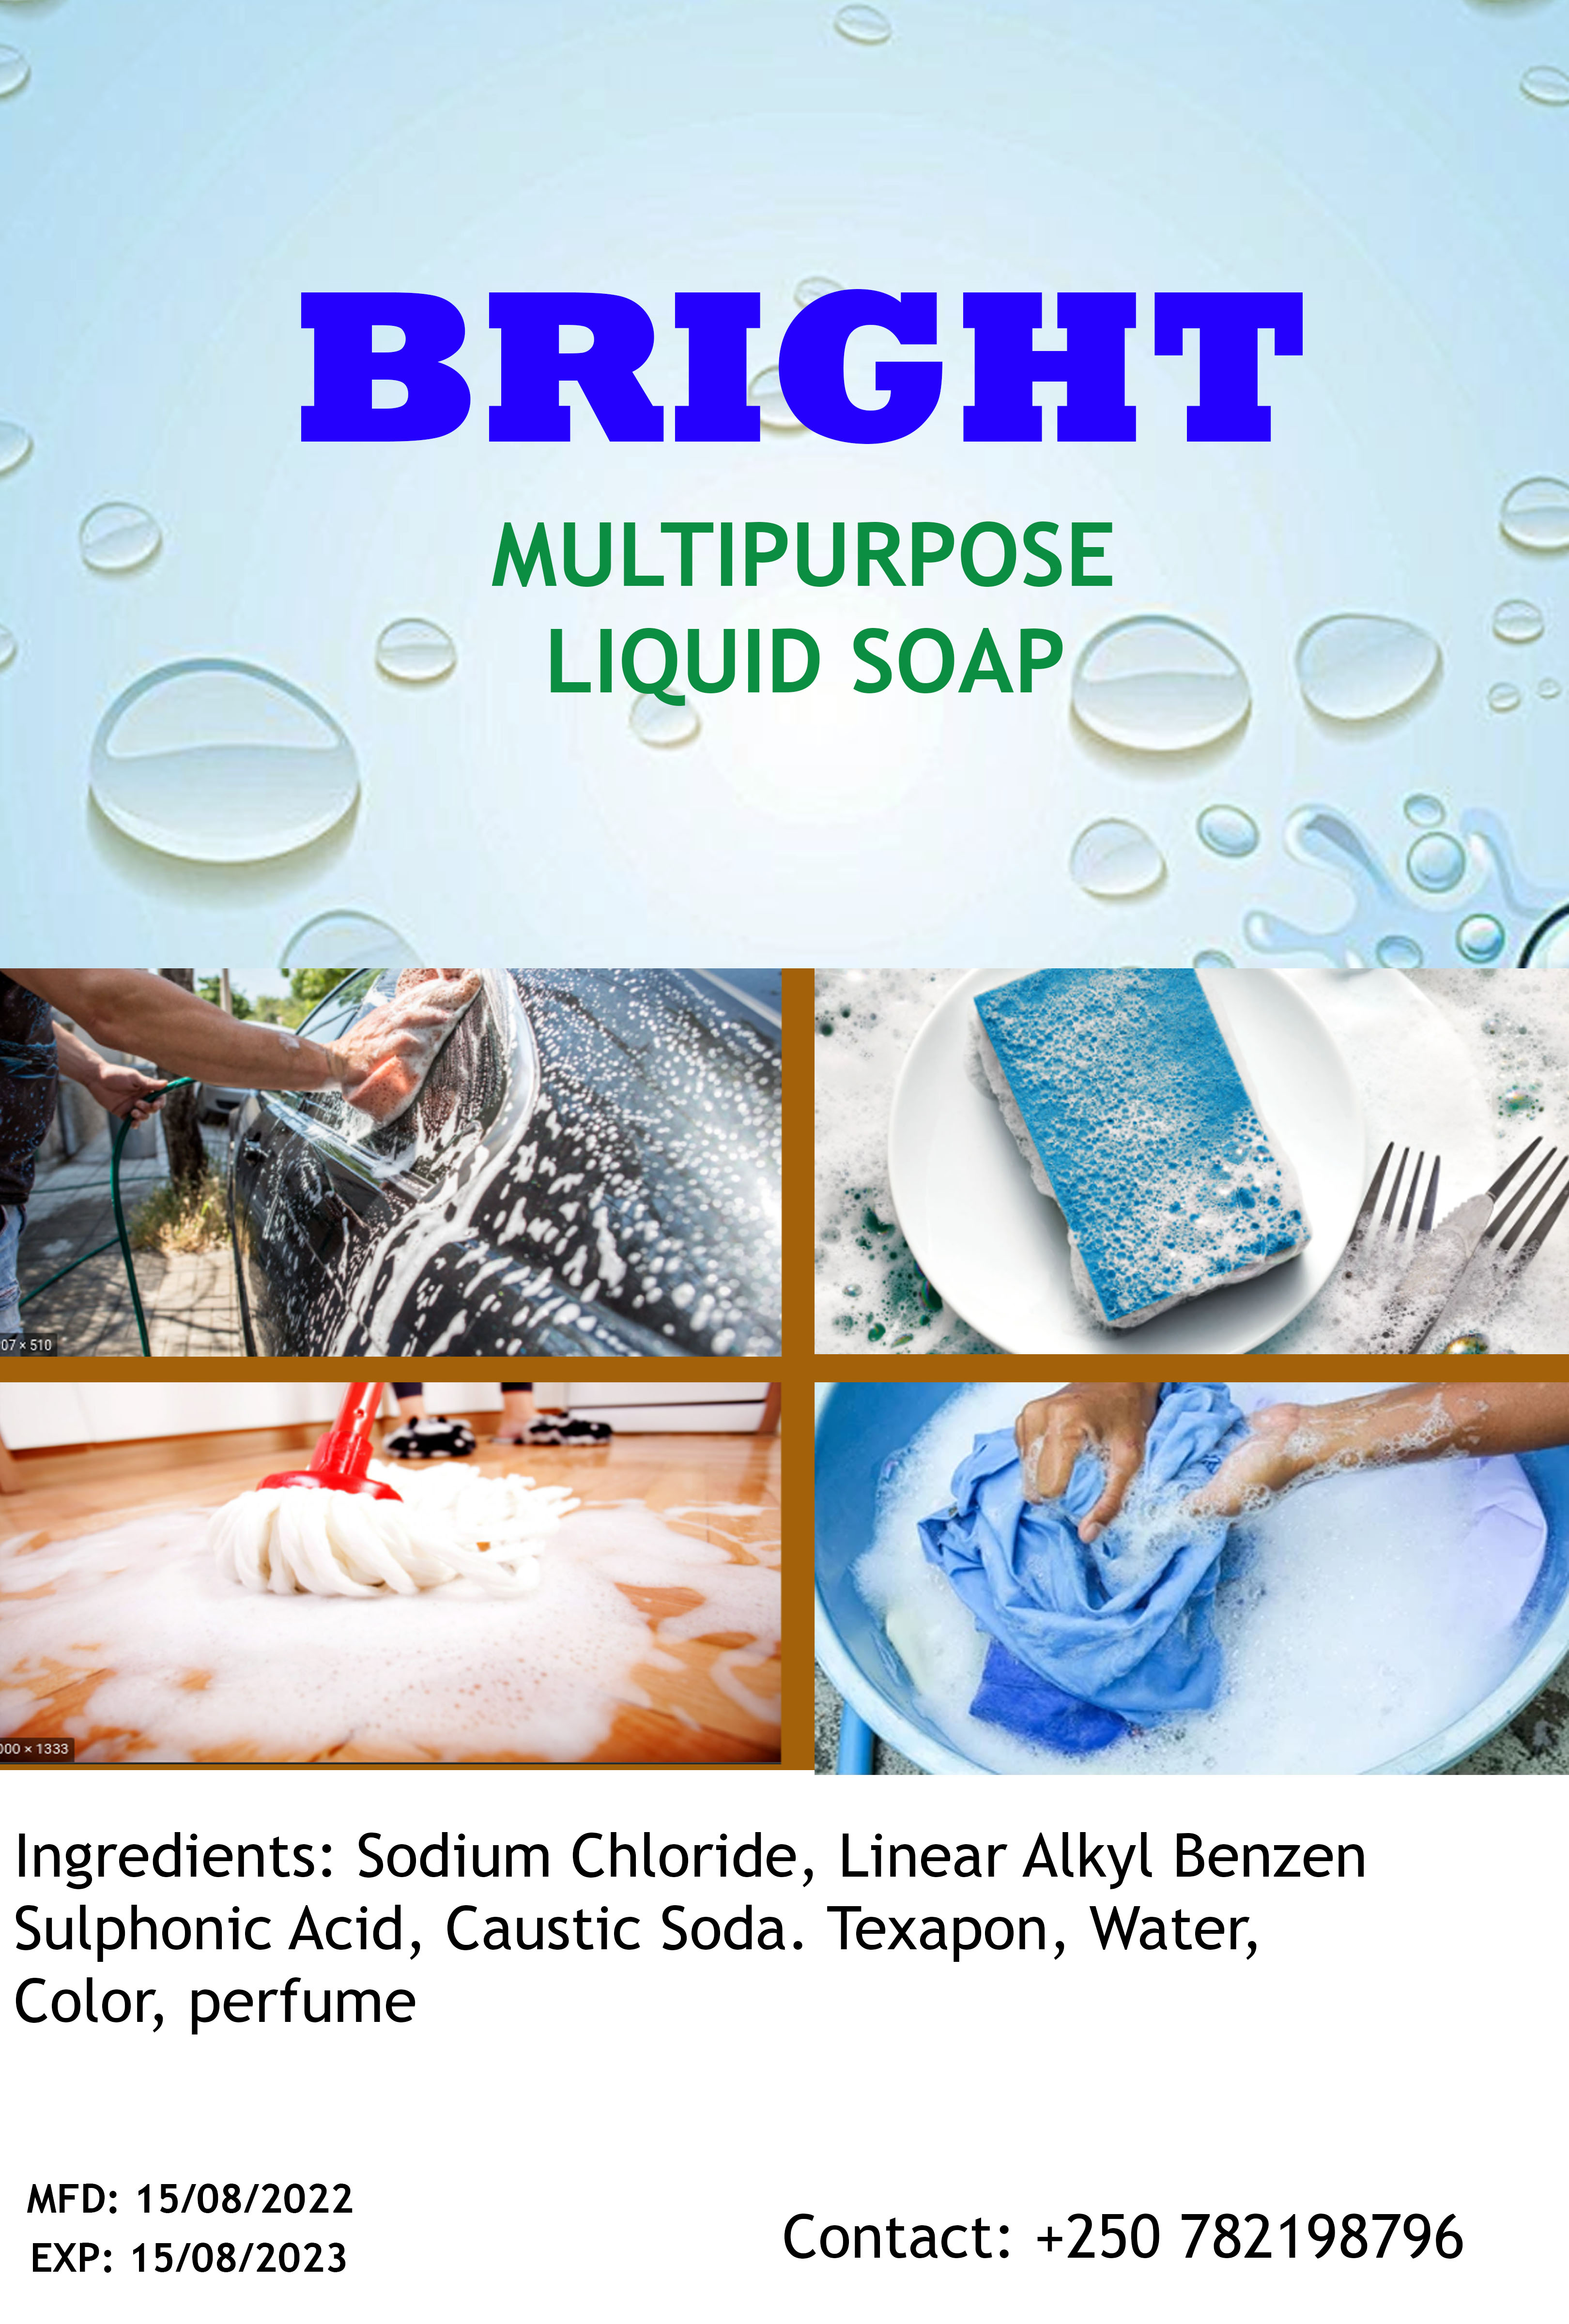 BRIGHT
MULTIPURPOSE
LIQUID SOAP
07 × 510
000 × 1333
Ingredients: Sodium Chloride, Linear Alkyl Benzen
Sulphonic Acid, Caustic Soda. Texapon, Water,
Color, perfume
MFD: 15/08/2022
EXP: 15/08/2023
Contact: +250 782198796